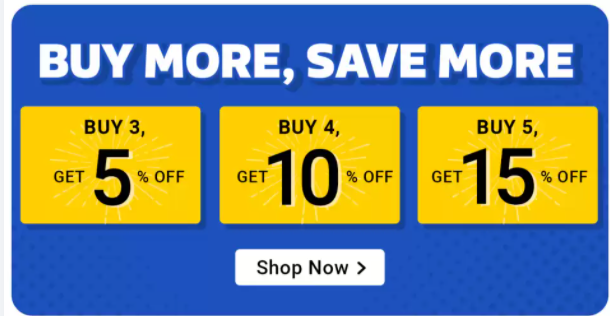 BUY MORE, SAVE MORE
BUY 3,
GET 5 % OFF
BUY 4,
GET 10 % OFF
BUY 5,
GET 15 % OFF
Shop Now >